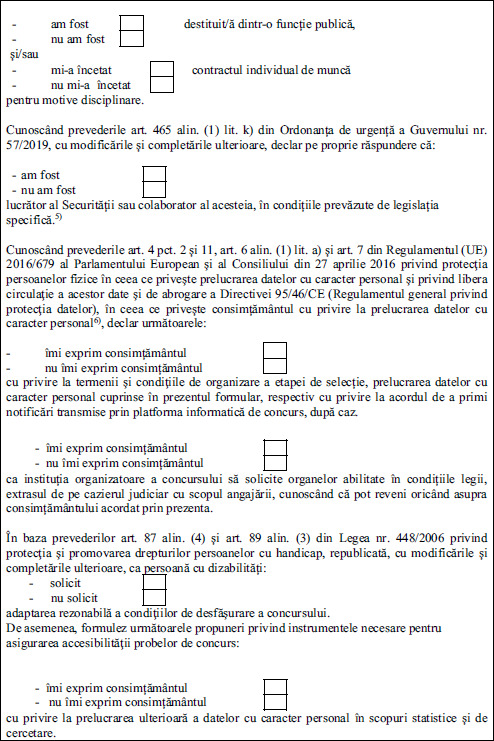 - am fost destituit/ă dintr-o funcție publică,
- nu am fost
și/sau
- mi-a încetat contractul individual de muncă
- nu mi-a încetat
pentru motive disciplinare.
Cunoscând prevederile art. 465 alin. (1) lit. k) din Ordonanța de urgență a Guvernului nr.
57/2019, cu modificările și completările ulterioare, declar pe proprie răspundere că:
- am fost
- nu am fost
lucrător al Securității sau colaborator al acesteia, în condițiile prevăzute de legislația
specifică.5)
Cunoscând prevederile art. 4 pct. 2 și 11, art. 6 alin. (1) lit. a) și art. 7 din Regulamentul (UE)
2016/679 al Parlamentului European și al Consiliului din 27 aprilie 2016 privind protecția
persoanelor fizice în ceea ce privește prelucrarea datelor cu caracter personal și privind libera
circulație a acestor date și de abrogare a Directivei 95/46/CE (Regulamentul general privind
protecția datelor), în ceea ce privește consimțământul cu privire la prelucrarea datelor cu
caracter personal6), declar următoarele:
- îmi exprim consimțământul
- nu îmi exprim consimțământul
cu privire la termenii și condițiile de organizare a etapei de selecție, prelucrarea datelor cu
caracter personal cuprinse în prezentul formular, respectiv cu privire la acordul de a primi
notificări transmise prin platforma informatică de concurs, după caz.
- îmi exprim consimțământul
- nu îmi exprim consimțământul
ca instituția organizatoare a concursului să solicite organelor abilitate în condițiile legii,
extrasul de pe cazierul judiciar cu scopul angajării, cunoscând că pot reveni oricând asupra
consimțământului acordat prin prezenta.
În baza prevederilor art. 87 alin. (4) și art. 89 alin. (3) din Legea nr. 448/2006 privind
protecția și promovarea drepturilor persoanelor cu handicap, republicată, cu modificările și
completările ulterioare, ca persoană cu dizabilități:
- solicit
- nu solicit
adaptarea rezonabilă a condițiilor de desfășurare a concursului.
De asemenea, formulez următoarele propuneri privind instrumentele necesare pentru
asigurarea accesibilității probelor de concurs:
- îmi exprim consimțământul
- nu îmi exprim consimțământul
cu privire la prelucrarea ulterioară a datelor cu caracter personal în scopuri statistice și de
cercetare.